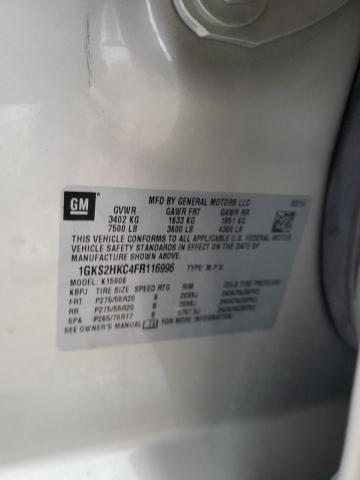 GM
MFD BY GENERAL MOTORS LLC
GVWR GAWR FRT GAWR RR
3402 KG 1633 KG 1951 KG
7500 LB 3600 LB 4300 LB
THIS VEHICLE CONFORMS TO ALL APPLICABLE U.S. FEDERAL MOTOR
VEHICLE SAFETY STANDARDS IN EFFECT ON THE DATE OF
MANUFACTURE SHOWN ABOVE.
1GKS2HKC4FR116996 TYPE: M.P.V.
MODEL: K15906
KBPJ TIRE SIZE SPEED RTG RIM COLD TIRE PRESSURE
FRT P275/55R20 S 20X9J
RR P275/55R20 S 20X9J
SPA P265/70R17 S
SEE OWNER'S MANUAL FOR MORE INFORMATION.